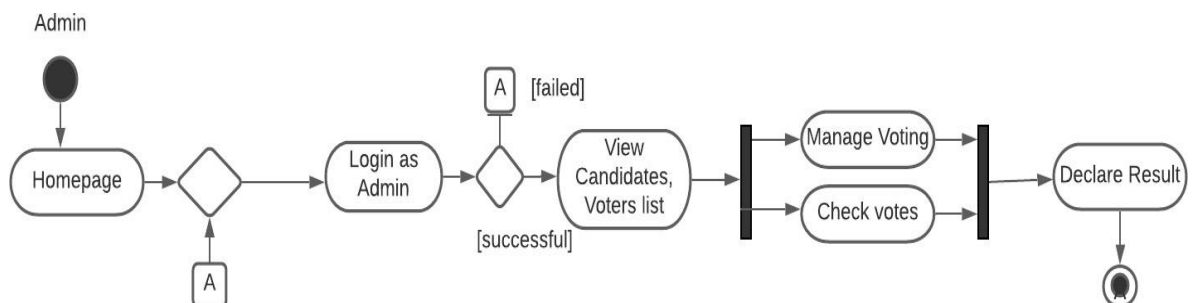 Admin
A
[failed]
Homepage
Login as
Admin
View
Candidates,
Voters list
[successful]
Manage Voting
Check votes
Declare Result
A